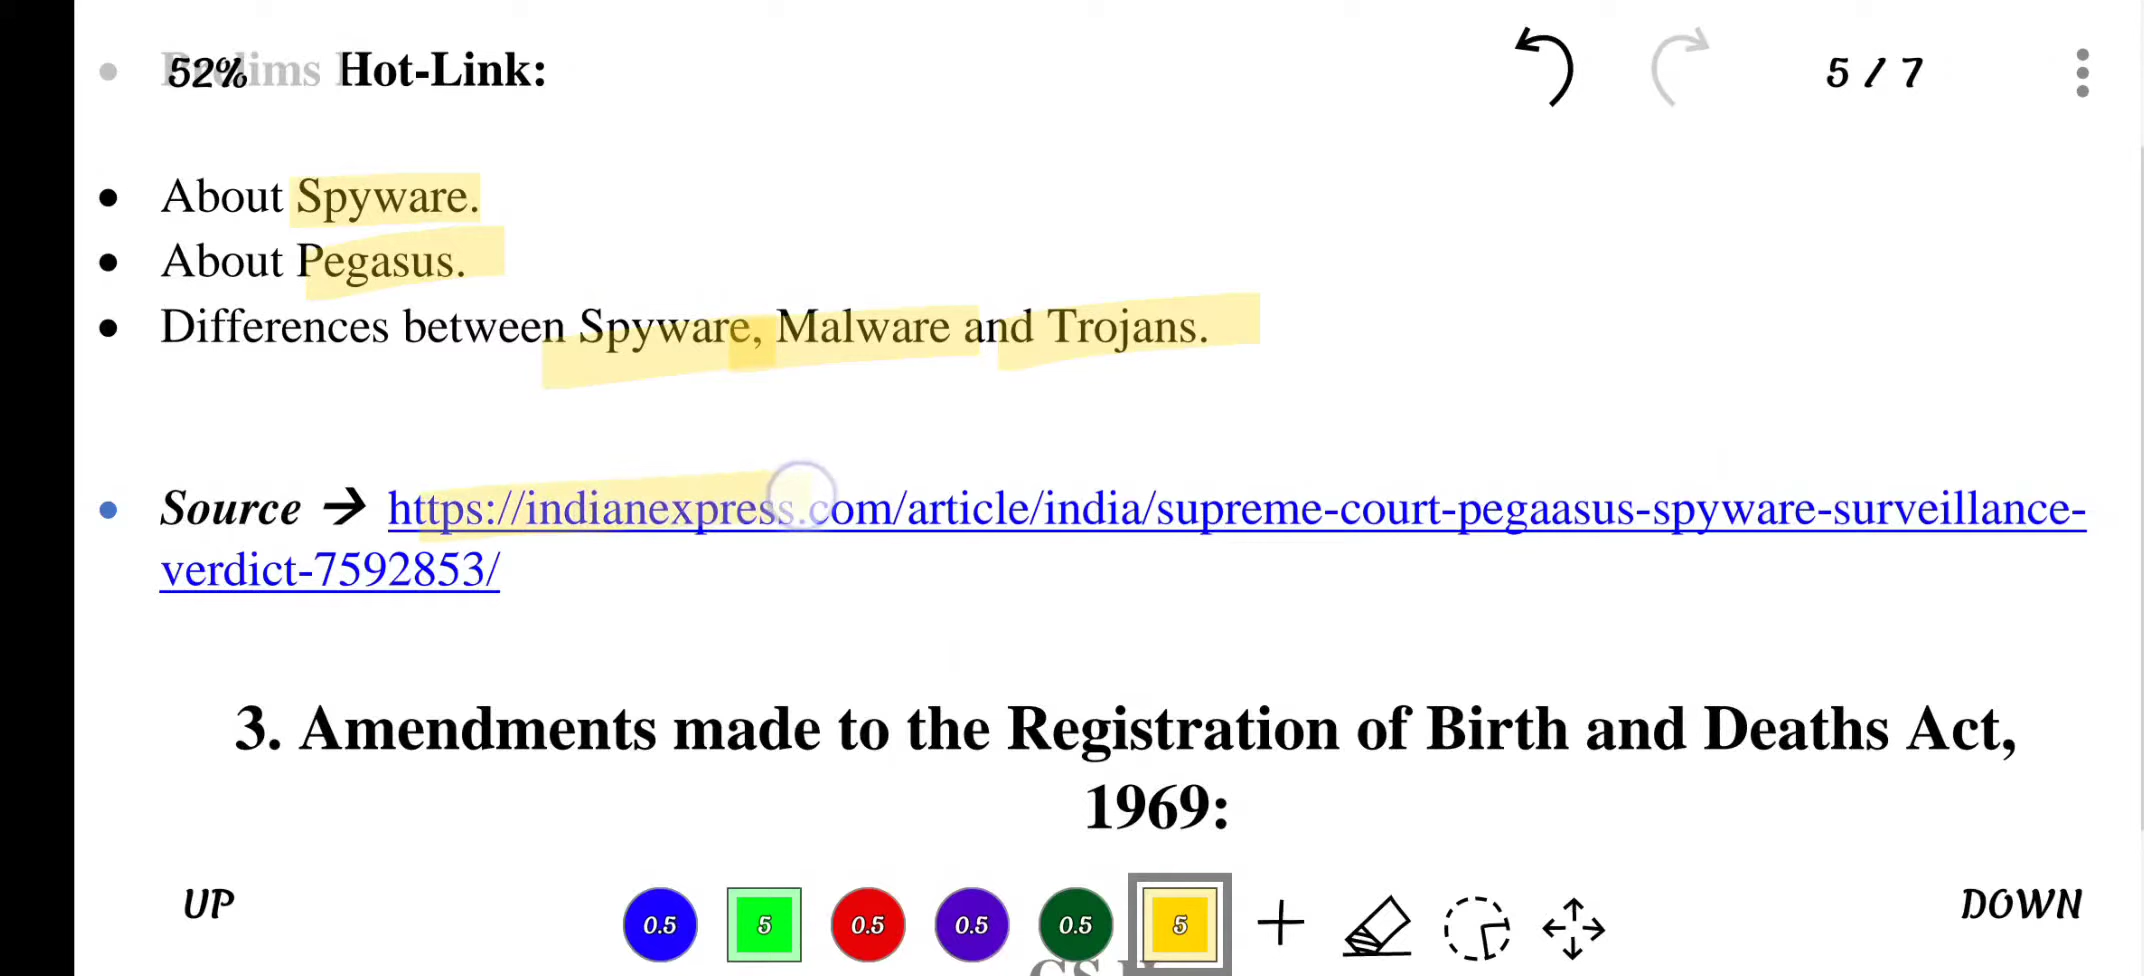 52% Prelims Hot-Link: 5 / 7
About Spyware.
About Pegasus.
Differences between Spyware, Malware and Trojans.
Source → https://indianexpress.com/article/india/supreme-court-pegaasus-spyware-surveillance-
verdict-7592853/
3. Amendments made to the Registration of Birth and Deaths Act,
1969:
UP 0.5 5 0.5 0.5 0.5 5 DOWN